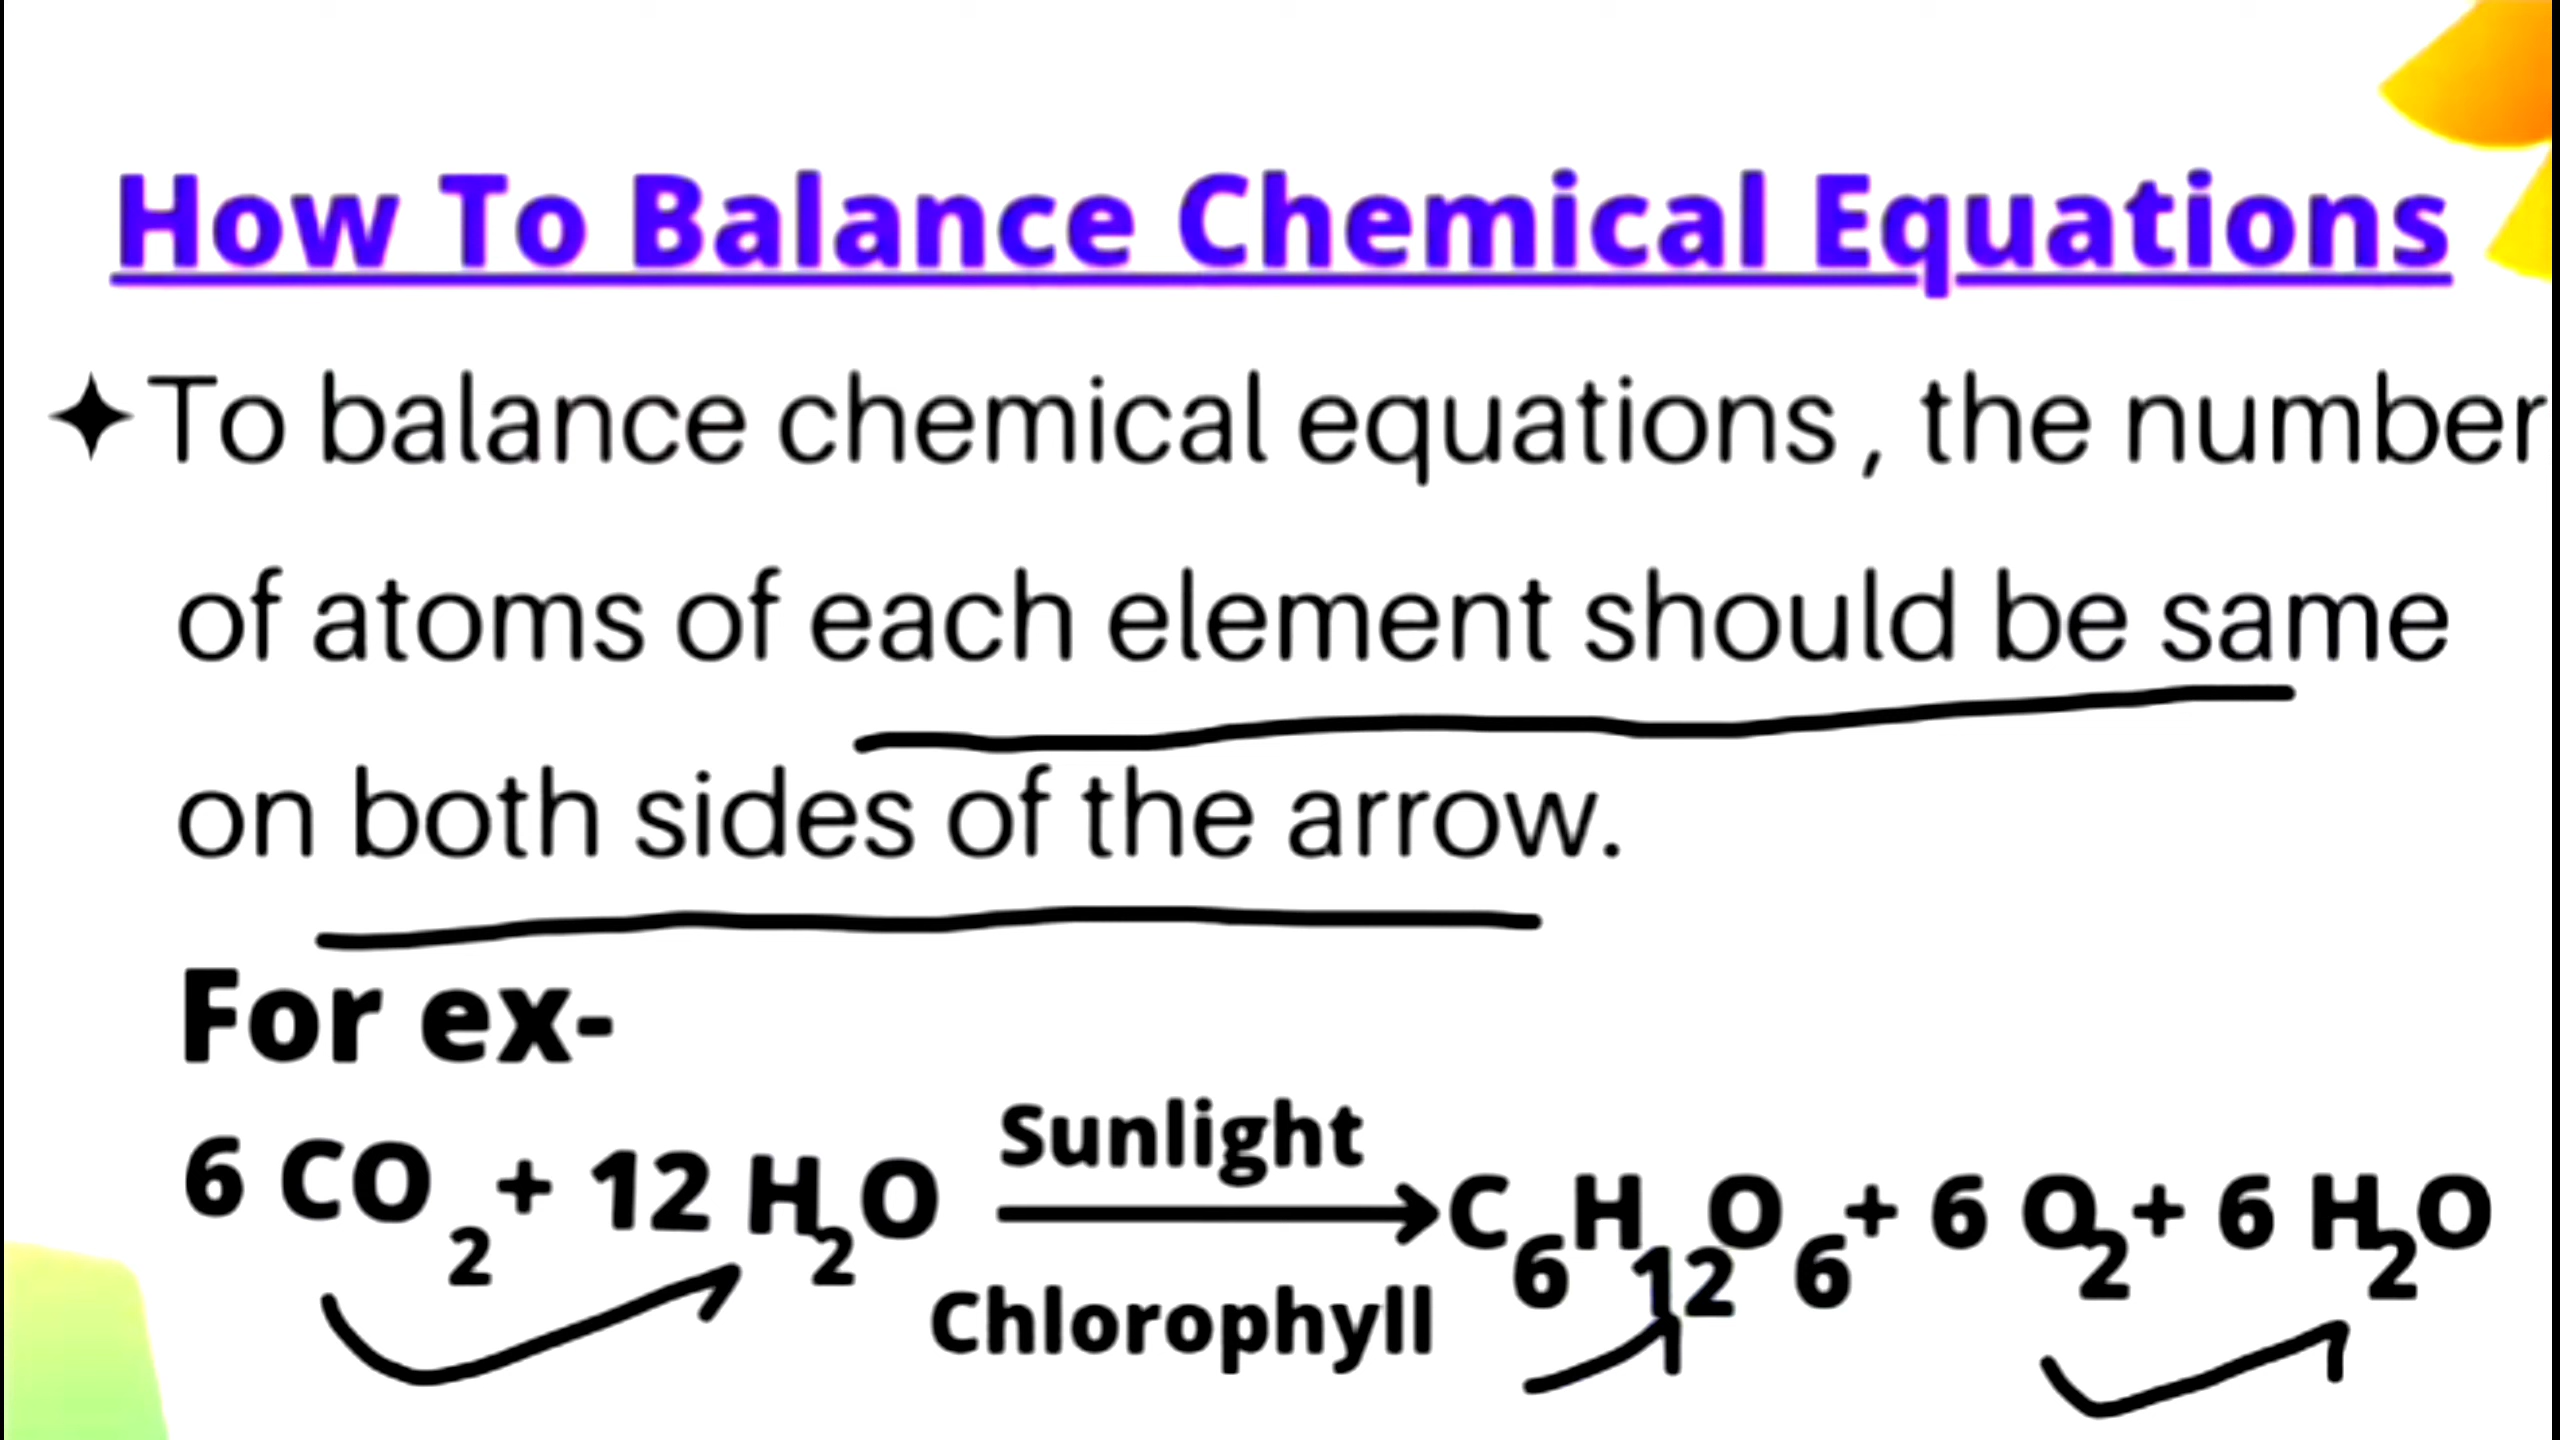 How To Balance Chemical Equations
✦To balance chemical equations , the number
of atoms of each element should be same
on both sides of the arrow.
For ex-
Sunlight
6 CO₂ + 12 H₂O → C₆H₁₂O₆ + 6 O₂ + 6 H₂O
Chlorophyll